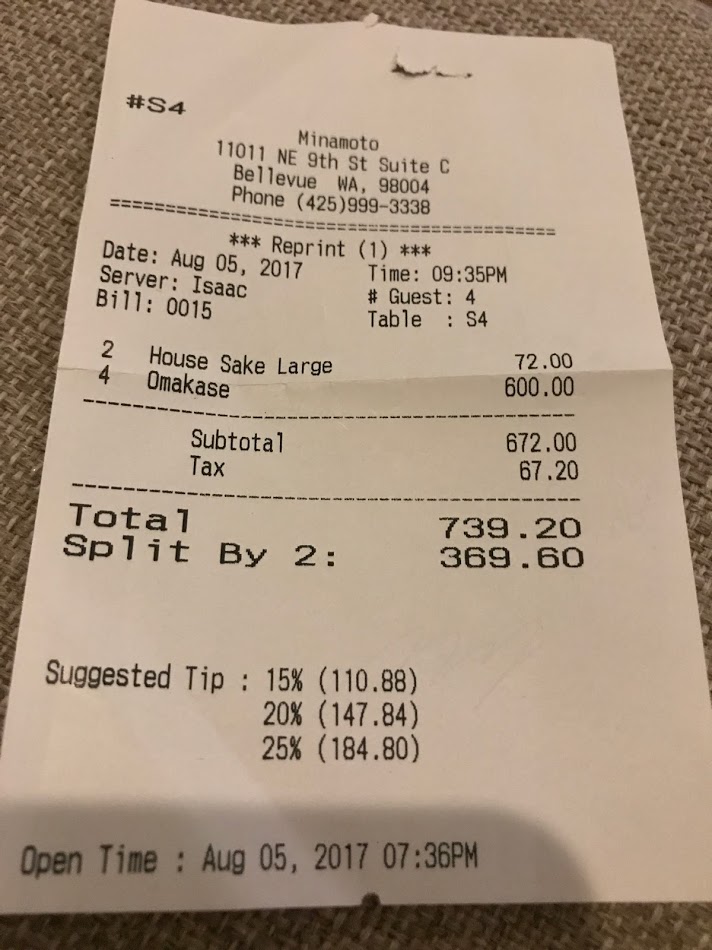 #S4
Minamoto
11011 NE 9th St Suite C
Bellevue WA, 98004
Phone (425)999-3338
=============================================
*** Reprint (1) ***
Date: Aug 05, 2017 Time: 09:35PM
Server: Isaac # Guest: 4
Bill: 0015 Table : S4
2 House Sake Large 72.00
4 Omakase 600.00
---------------------------------------------
Subtotal 672.00
Tax 67.20
---------------------------------------------
Total 739.20
Split By 2: 369.60
Suggested Tip : 15% (110.88)
20% (147.84)
25% (184.80)
Open Time : Aug 05, 2017 07:36PM